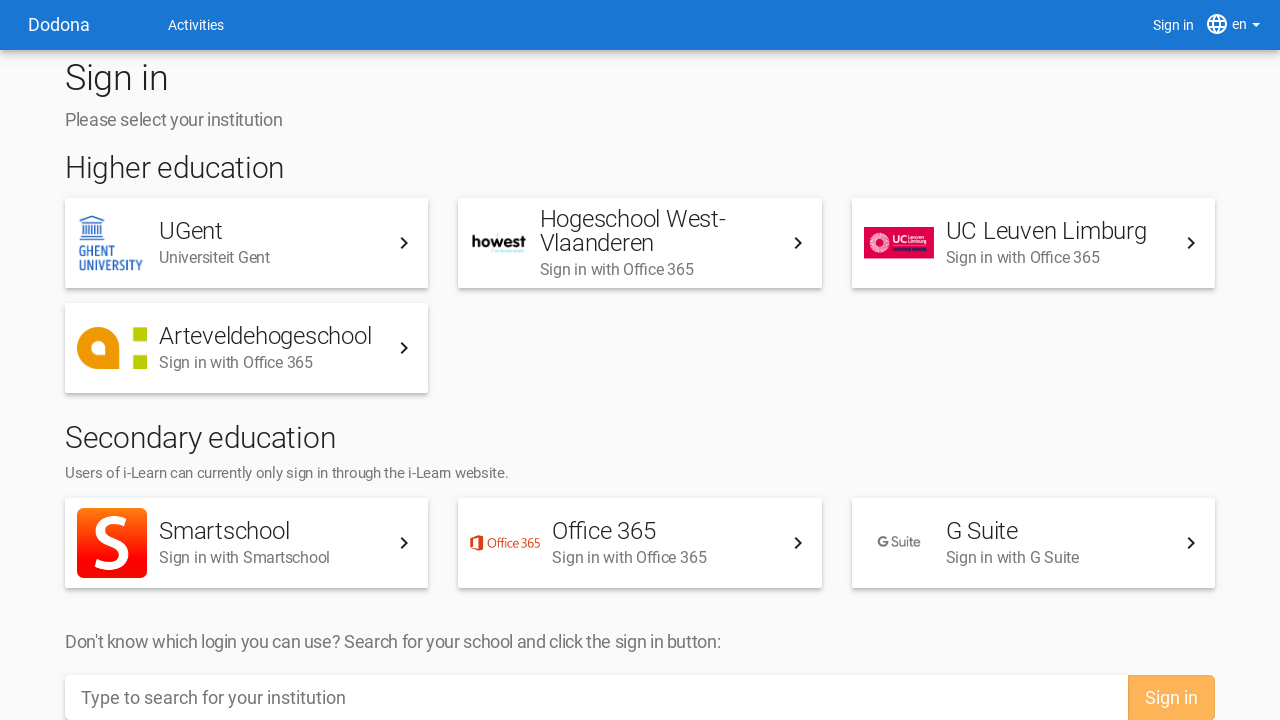 Dodona
Activities
Sign in
en
Sign in
Please select your institution
Higher education
GHENT
UNIVERSITY
UGent
Universiteit Gent
howest
Hogeschool West-
Vlaanderen
Sign in with Office 365
UC Leuven
Limburg
UC Leuven Limburg
Sign in with Office 365
Arteveldehogeschool
Sign in with Office 365
Secondary education
Users of i-Learn can currently only sign in through the i-Learn website.
S
Smartschool
Sign in with Smartschool
Office 365
Office 365
Sign in with Office 365
G Suite
G Suite
Sign in with G Suite
Don't know which login you can use? Search for your school and click the sign in button:
Type to search for your institution
Sign in